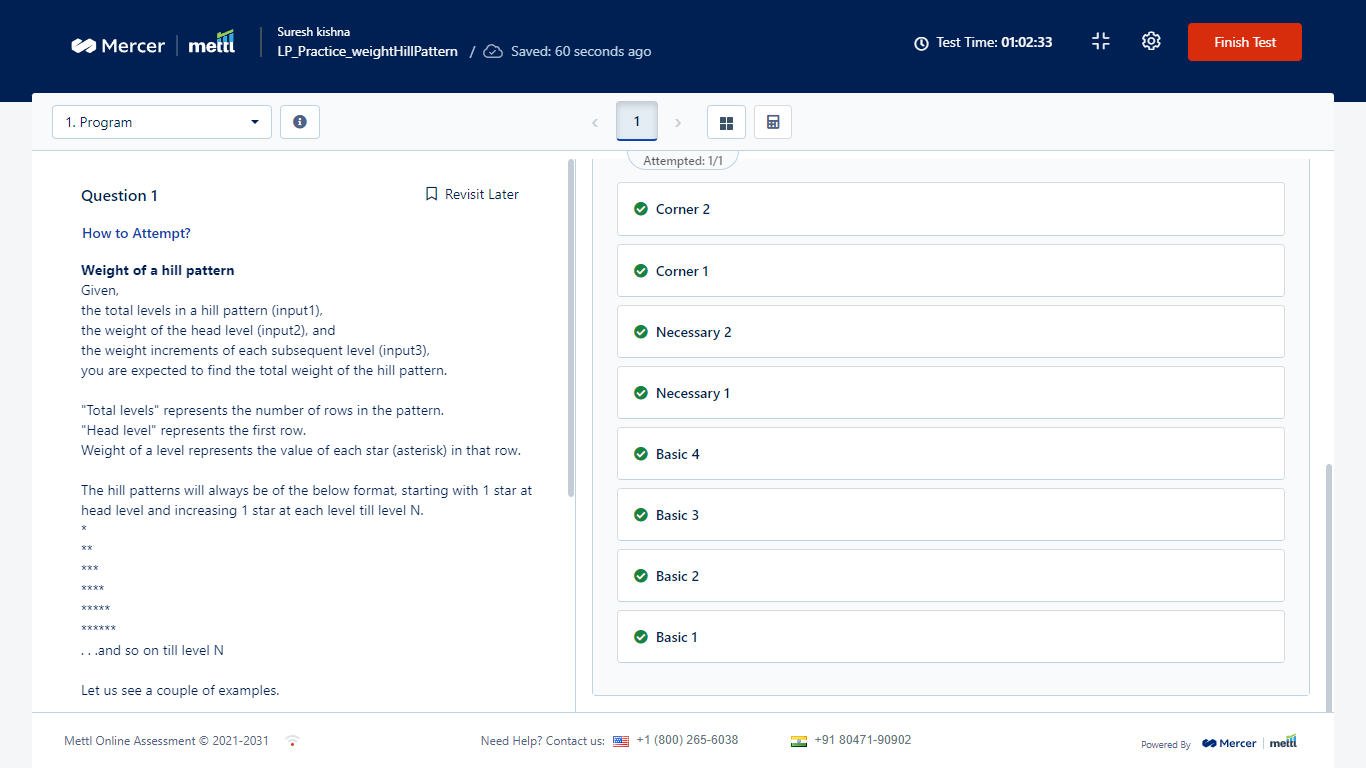 Mercer mettl
Suresh kishna
LP_Practice_weightHillPattern / Saved: 60 seconds ago
Test Time: 01:02:33
Finish Test
1. Program
1
Attempted: 1/1
Question 1
Revisit Later
How to Attempt?
Weight of a hill pattern
Given,
the total levels in a hill pattern (input1),
the weight of the head level (input2), and
the weight increments of each subsequent level (input3),
you are expected to find the total weight of the hill pattern.
"Total levels" represents the number of rows in the pattern.
"Head level" represents the first row.
Weight of a level represents the value of each star (asterisk) in that row.
The hill patterns will always be of the below format, starting with 1 star at
head level and increasing 1 star at each level till level N.
*
**
***
****
*****
******
. . .and so on till level N
Let us see a couple of examples.
Corner 2
Corner 1
Necessary 2
Necessary 1
Basic 4
Basic 3
Basic 2
Basic 1
Mettl Online Assessment © 2021-2031
Need Help? Contact us: +1 (800) 265-6038
+91 80471-90902
Powered By Mercer mettl